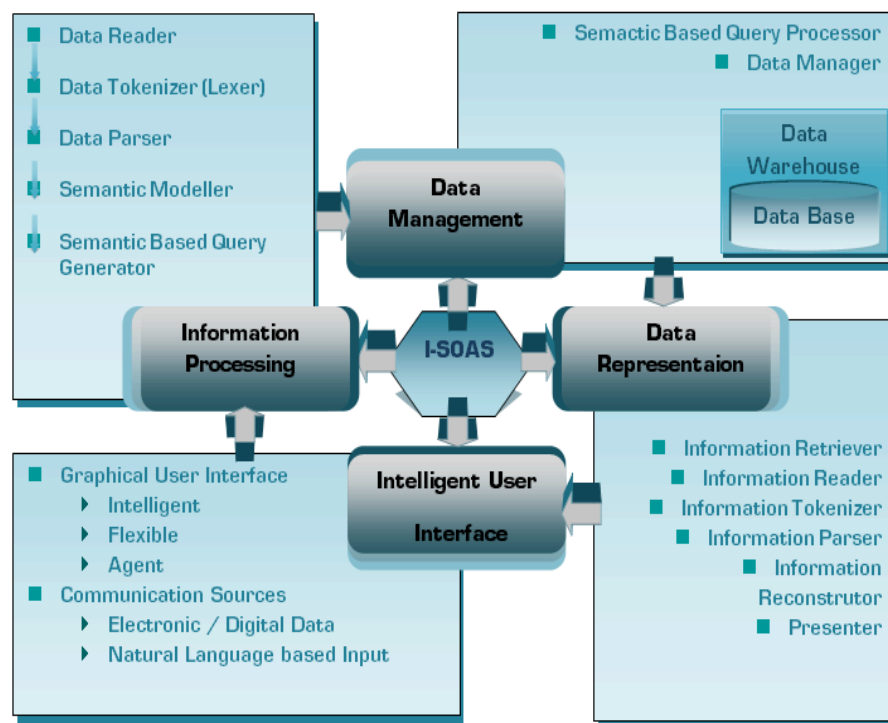 Data Reader
Data Tokenizer (Lexer)
Data Parser
Semantic Modeller
Semantic Based Query
Generator
Semactic Based Query Processor
Data Manager
Data
Warehouse
Data Base
Data
Management
Information
Processing
I-SOAS
Data
Representaion
Intelligent User
Interface
Graphical User Interface
Intelligent
Flexible
Agent
Communication Sources
Electronic / Digital Data
Natural Language based Input
Information Retriever
Information Reader
Information Tokenizer
Information Parser
Information
Reconstrutor
Presenter